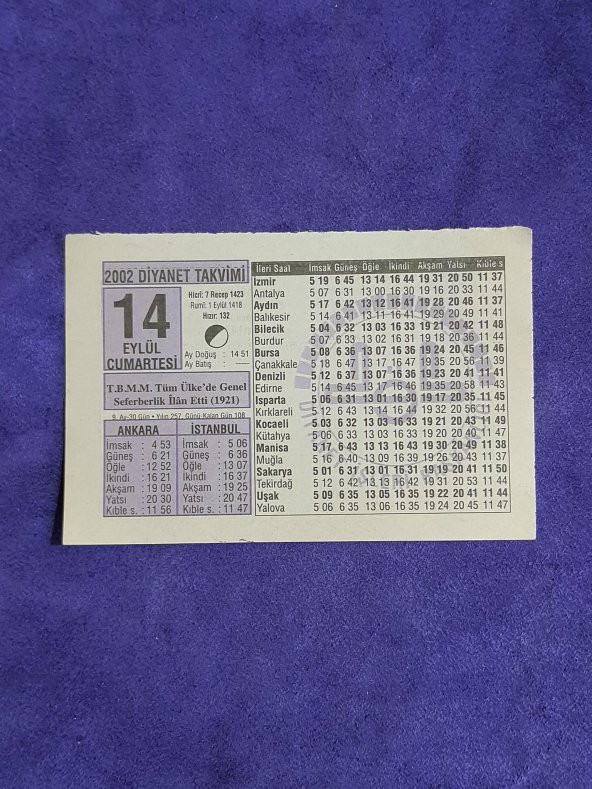 2002 DİYANET TAKVİMİ
14
EYLÜL
CUMARTESİ
Hicrî: 7 Recep 1423
Rumî: 1 Eylül 1418
Hızır: 132
Ay Doğuş : 14 51
Ay Batış :
T.B.M.M. Tüm Ülke'de Genel
Seferberlik İlân Etti (1921)
9. Ay-30 Gün • Yılın 257. Günü-Kalan Gün 108
ANKARA
İmsak : 4 53
Güneş : 6 21
Öğle : 12 52
İkindi : 16 21
Akşam : 19 09
Yatsı : 20 30
Kıble s. : 11 56
İSTANBUL
İmsak : 5 06
Güneş : 6 36
Öğle : 13 07
İkindi : 16 37
Akşam : 19 25
Yatsı : 20 47
Kıble s. : 11 47
İleri Saat İmsak Güneş Öğle İkindi Akşam Yatsı Kıble s
İzmir 5 19 6 45 13 14 16 44 19 31 20 50 11 37
Antalya 5 07 6 31 13 00 16 30 19 16 20 33 11 44
Aydın 5 17 6 42 13 12 16 41 19 28 20 46 11 37
Balıkesir 5 14 6 41 13 11 16 41 19 29 20 49 11 41
Bilecik 5 04 6 32 13 03 16 33 19 21 20 42 11 48
Burdur 5 07 6 33 13 02 16 31 19 18 20 36 11 44
Bursa 5 08 6 36 13 07 16 36 19 24 20 45 11 46
Çanakkale 5 18 6 47 13 17 16 47 19 35 20 56 11 39
Denizli 5 12 6 37 13 07 16 36 19 23 20 41 11 41
Edirne 5 14 6 45 13 16 16 46 19 35 20 58 11 43
Isparta 5 06 6 31 13 01 16 30 19 17 20 35 11 45
Kırklareli 5 12 6 43 13 14 16 44 19 32 20 55 11 44
Kocaeli 5 03 6 32 13 03 16 33 19 21 20 43 11 49
Kütahya 5 06 6 33 13 03 16 33 19 20 20 40 11 46
Manisa 5 17 6 43 13 13 16 43 19 30 20 49 11 38
Muğla 5 16 6 40 13 09 16 39 19 25 20 43 11 39
Sakarya 5 01 6 31 13 01 16 31 19 19 20 41 11 50
Tekirdağ 5 12 6 42 13 13 16 42 19 31 20 53 11 44
Uşak 5 09 6 35 13 05 16 35 19 22 20 41 11 44
Yalova 5 06 6 35 13 06 16 35 19 24 20 45 11 47